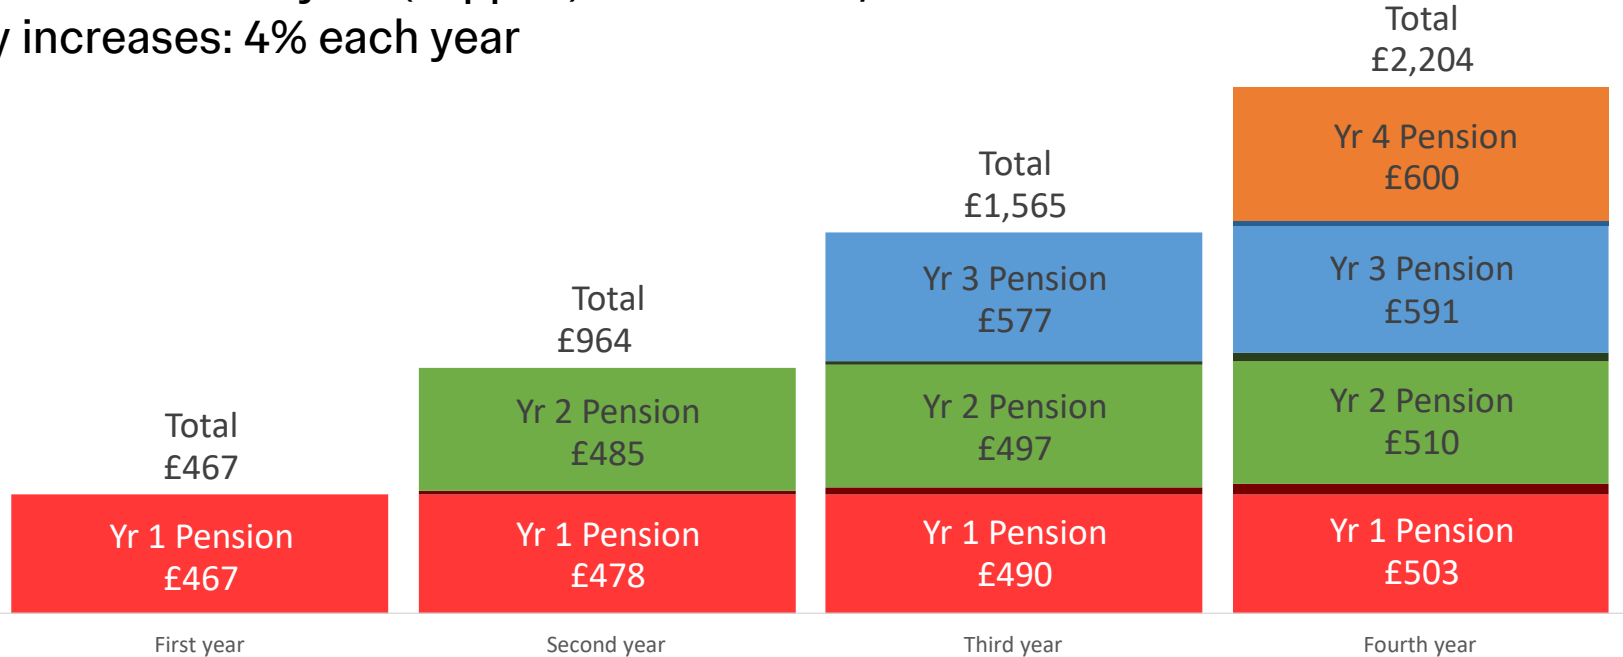 increases: 4% each year
Total
£2,204
Yr 4 Pension
£600
Total
£1,565
Yr 3 Pension
£577
Yr 3 Pension
£591
Total
£964
Yr 2 Pension
£485
Yr 2 Pension
£497
Yr 2 Pension
£510
Total
£467
Yr 1 Pension
£467
Yr 1 Pension
£478
Yr 1 Pension
£490
Yr 1 Pension
£503
First year
Second year
Third year
Fourth year